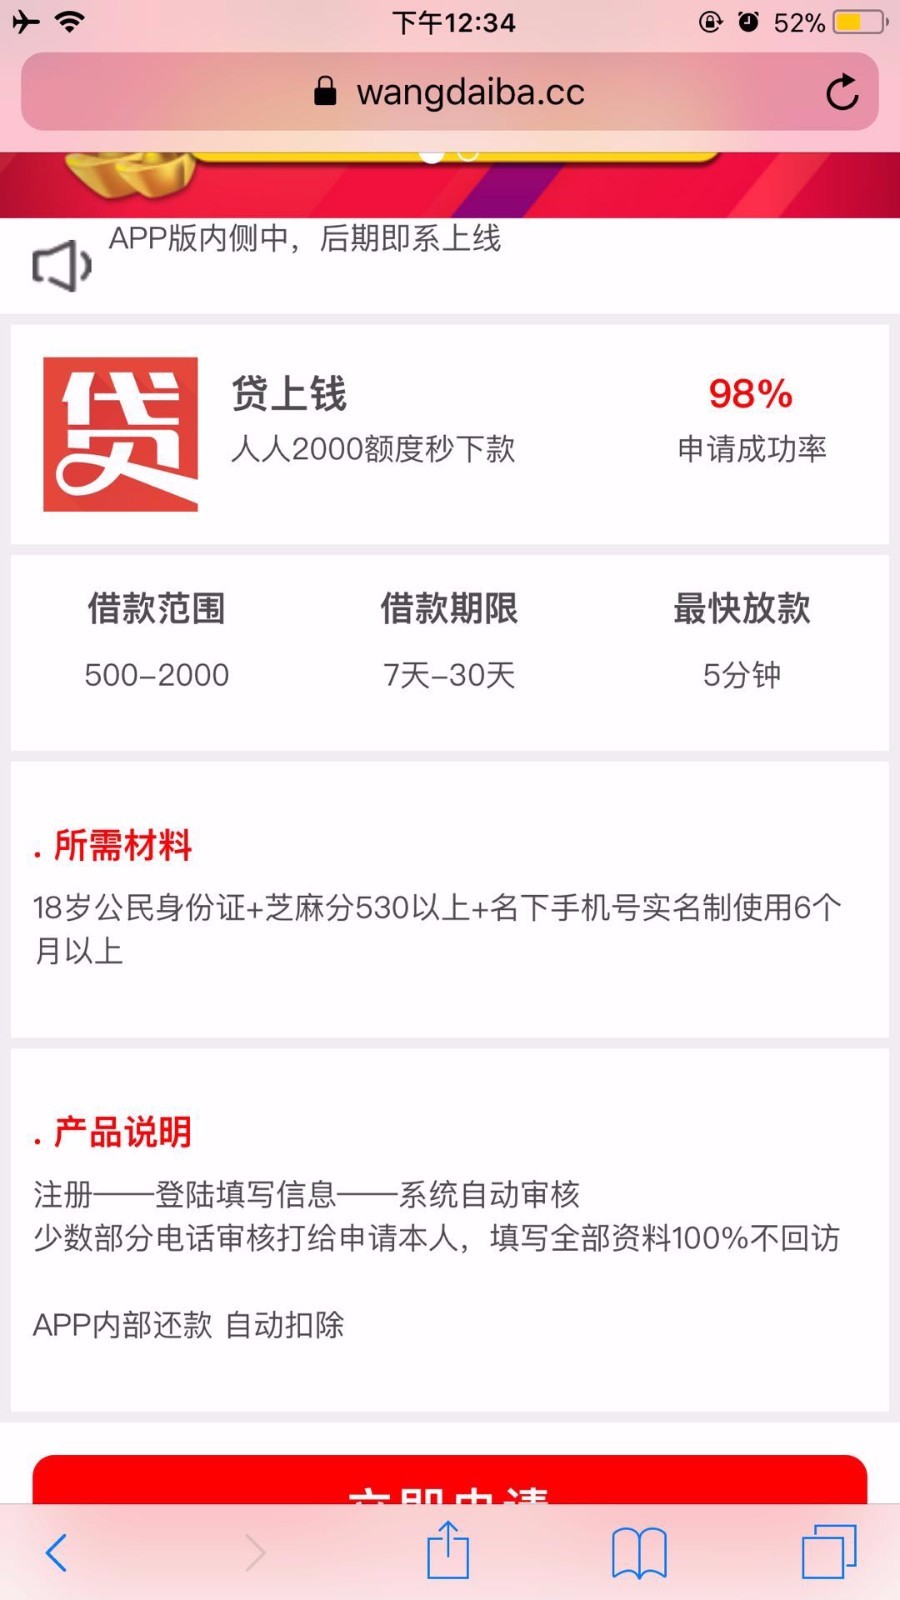 下午12:34
52%
wangdaiba.cc
APP版内侧中，后期即系上线
贷
贷上钱
98%
人人2000额度秒下款
申请成功率
借款范围
借款期限
最快放款
500-2000
7天-30天
5分钟
. 所需材料
18岁公民身份证+芝麻分530以上+名下手机号实名制使用6个
月以上
. 产品说明
注册——登陆填写信息——系统自动审核
少数部分电话审核打给申请本人，填写全部资料100%不回访
APP内部还款 自动扣除
立即申请